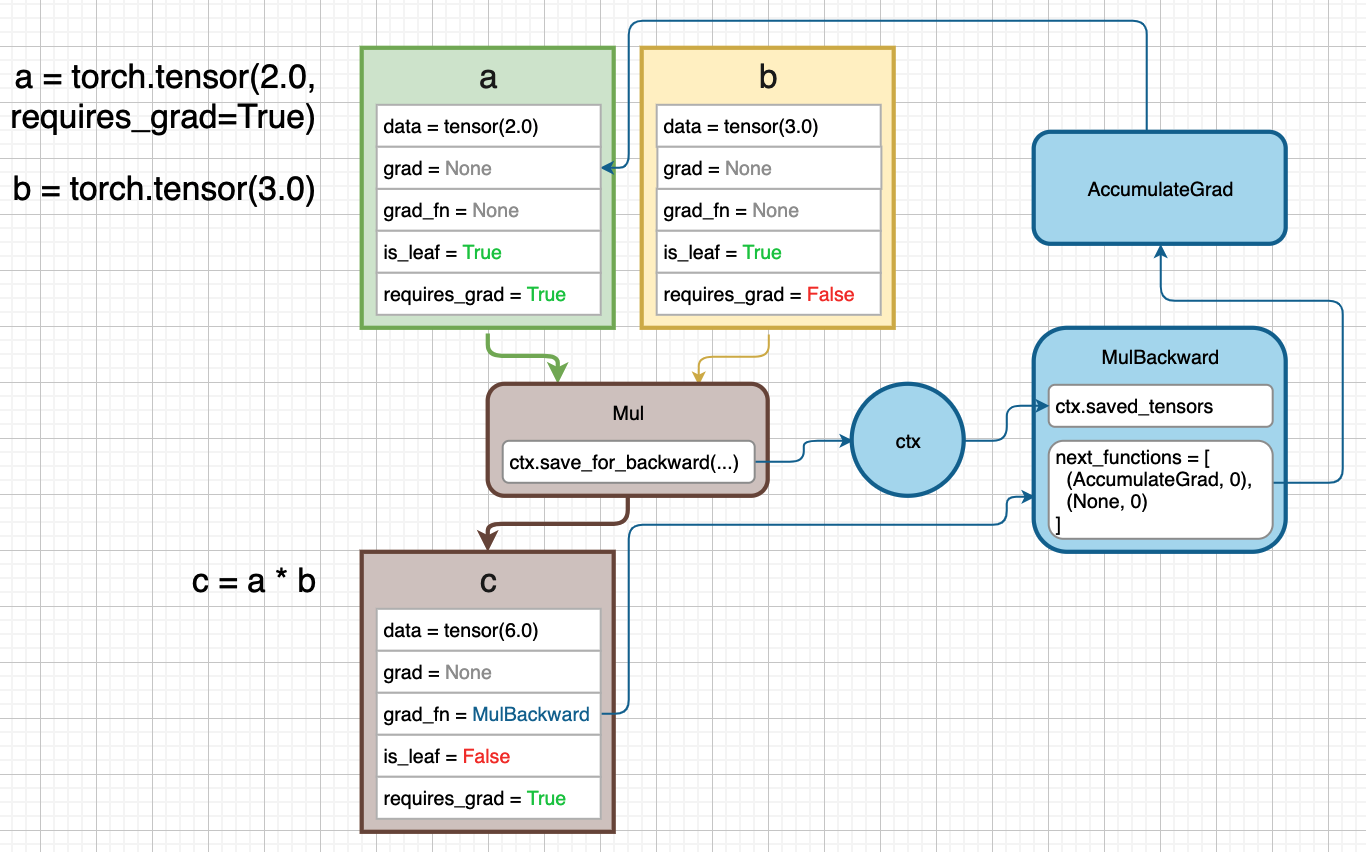 a = torch.tensor(2.0,
requires_grad=True)
b = torch.tensor(3.0)
a
data = tensor(2.0)
grad = None
grad_fn = None
is_leaf = True
requires_grad = True
b
data = tensor(3.0)
grad = None
grad_fn = None
is_leaf = True
requires_grad = False
AccumulateGrad
Mul
ctx.save_for_backward(...)
ctx
MulBackward
ctx.saved_tensors
next_functions = [
(AccumulateGrad, 0),
(None, 0)
]
c = a * b
c
data = tensor(6.0)
grad = None
grad_fn = MulBackward
is_leaf = False
requires_grad = True